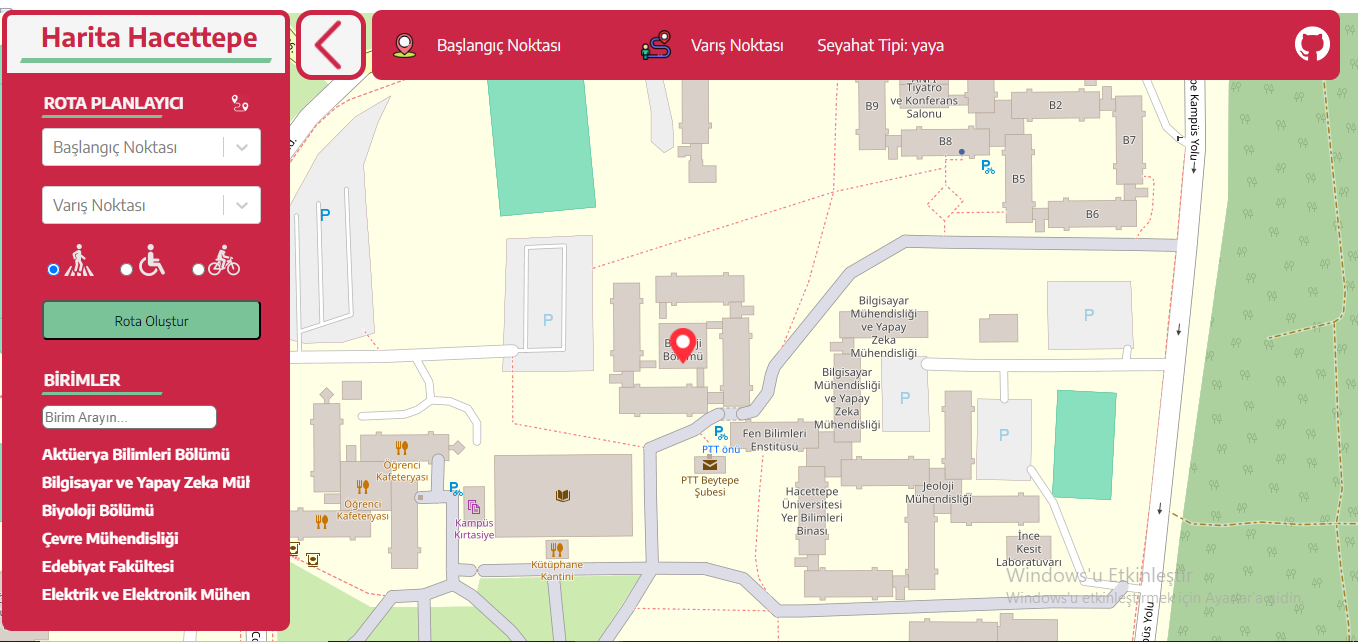 Harita Hacettepe
Başlangıç Noktası
Varış Noktası
Seyahat Tipi: yaya
ROTA PLANLAYICI
Başlangıç Noktası
Varış Noktası
Rota Oluştur
BİRİMLER
Birim Arayın...
Aktüerya Bilimleri Bölümü
Bilgisayar ve Yapay Zeka Mü
Biyoloji Bölümü
Çevre Mühendisliği
Edebiyat Fakültesi
Elektrik ve Elektronik Mühen
Tiyatro
ve Konferans
Salonu
B9
B8
B2
B7
B5
B6
P
P
P
P
P
Bilgisayar
Mühendisliği
ve Yapay
Zeka
Mühendisliği
Bilgisayar
Mühendisliği
ve Yapay
Zeka
Mühendisliği
Fen Bilimleri
Enstitüsü
PTT önü
PTT Beytepe
Şubesi
Öğrenci
Kafeteryası
Öğrenci
Kafeteryası
Kampüs
Kırtasiye
Kütüphane
Kantini
Hacettepe
Üniversitesi
Yer Bilimleri
Binası
Jeoloji
Mühendisliği
İnce
Kesit
Laboratuvarı
Kampüs Yolu
Yolu
Windows'u Etkinleştir
Windows'u etkinleştirmek için Ayarlar'a gidin.